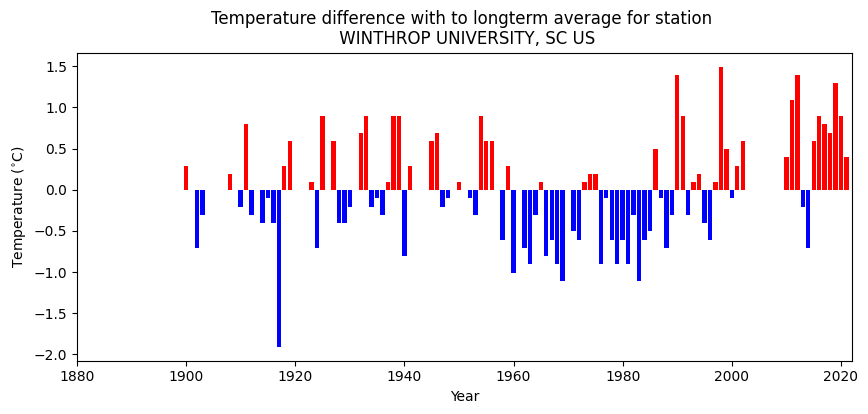 Temperature difference with to longterm average for station
WINTHROP UNIVERSITY, SC US
1.5
1.0
0.5
0.0
−0.5
−1.0
−1.5
−2.0
Temperature (°C)
1880 1900 1920 1940 1960 1980 2000 2020
Year